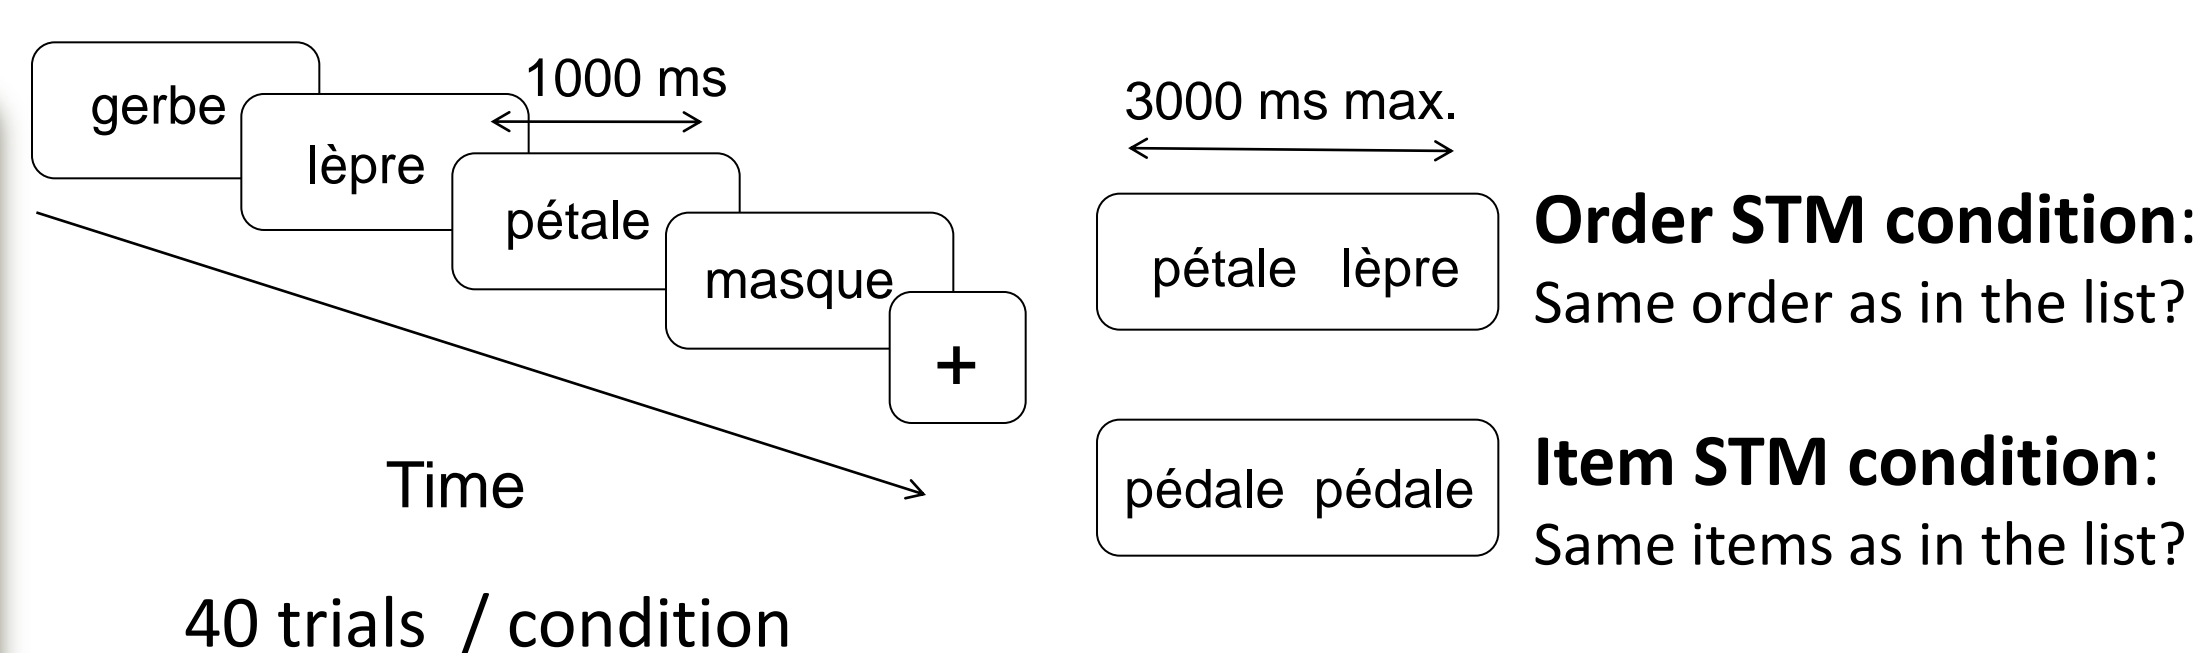 gerbe
lèpre
pétale
masque
+
1000 ms
Time
40 trials / condition
3000 ms max.
pétale lèpre
Order STM condition:
Same order as in the list?
pédale pédale
Item STM condition:
Same items as in the list?